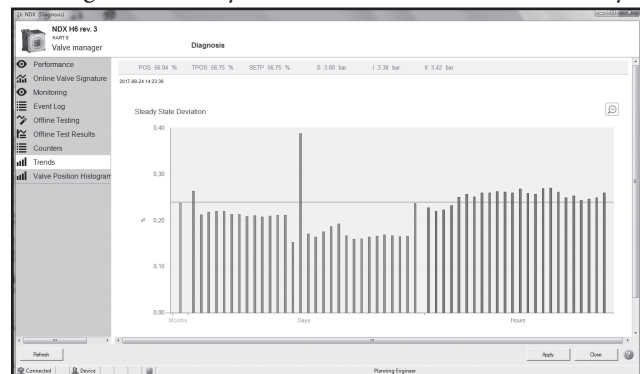 NDX [Diagnosis]
NDX H6 rev. 3
HART 6
Valve manager
Diagnosis
Performance
Online Valve Signature
Monitoring
Event Log
Offline Testing
Offline Test Results
Counters
Trends
Valve Position Histogram
POS 56.04 % TPOS 56.75 % SETP 56.75 % S 3.80 bar I 3.38 bar II 3.42 bar
2017-08-24 14:23:39
Steady State Deviation
0,40
0,30
%
0,20
0,10
0,00
Months Days Hours
Refresh Apply Close
Connected Device Planning Engineer